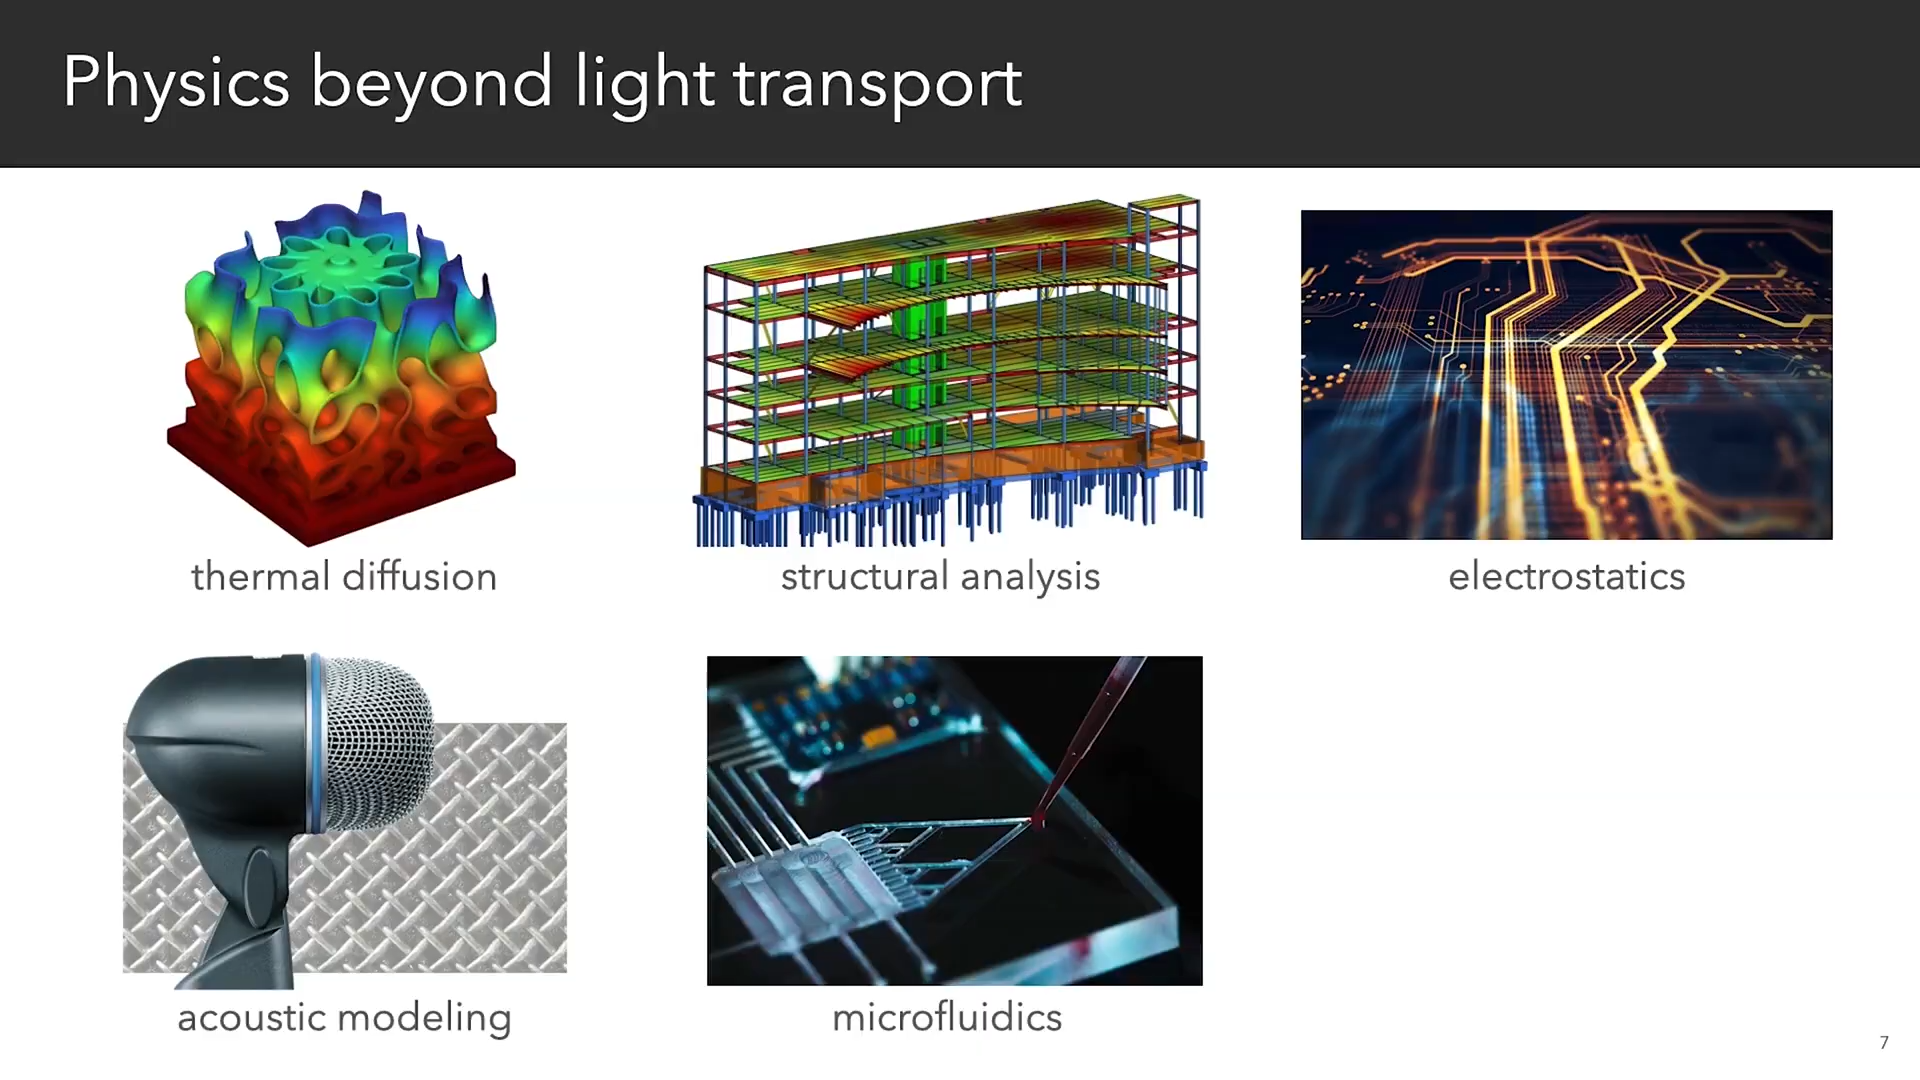 Physics beyond light transport
thermal diffusion
structural analysis
electrostatics
acoustic modeling
microfluidics
7